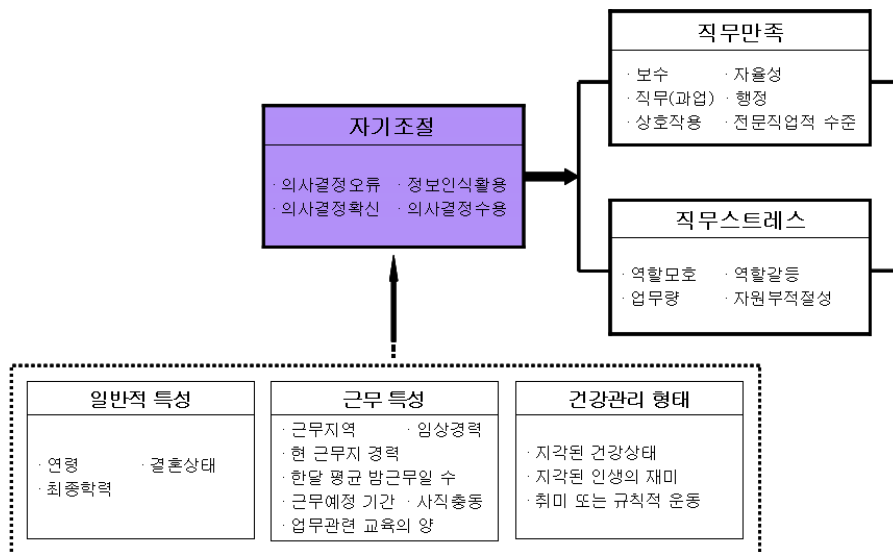 직무만족
· 보수 · 자율성
· 직무(과업) · 행정
· 상호작용 · 전문직업적 수준
자기조절
· 의사결정오류 · 정보인식활용
· 의사결정확신 · 의사결정수용
직무스트레스
· 역할모호 · 역할갈등
· 업무량 · 자원부적절성
일반적 특성
· 연령 · 결혼상태
· 최종학력
근무 특성
· 근무지역 · 임상경력
· 현 근무지 경력
· 한달 평균 밤근무일 수
· 근무예정 기간 · 사직충동
· 업무관련 교육의 양
건강관리 형태
· 지각된 건강상태
· 지각된 인생의 재미
· 취미 또는 규칙적 운동